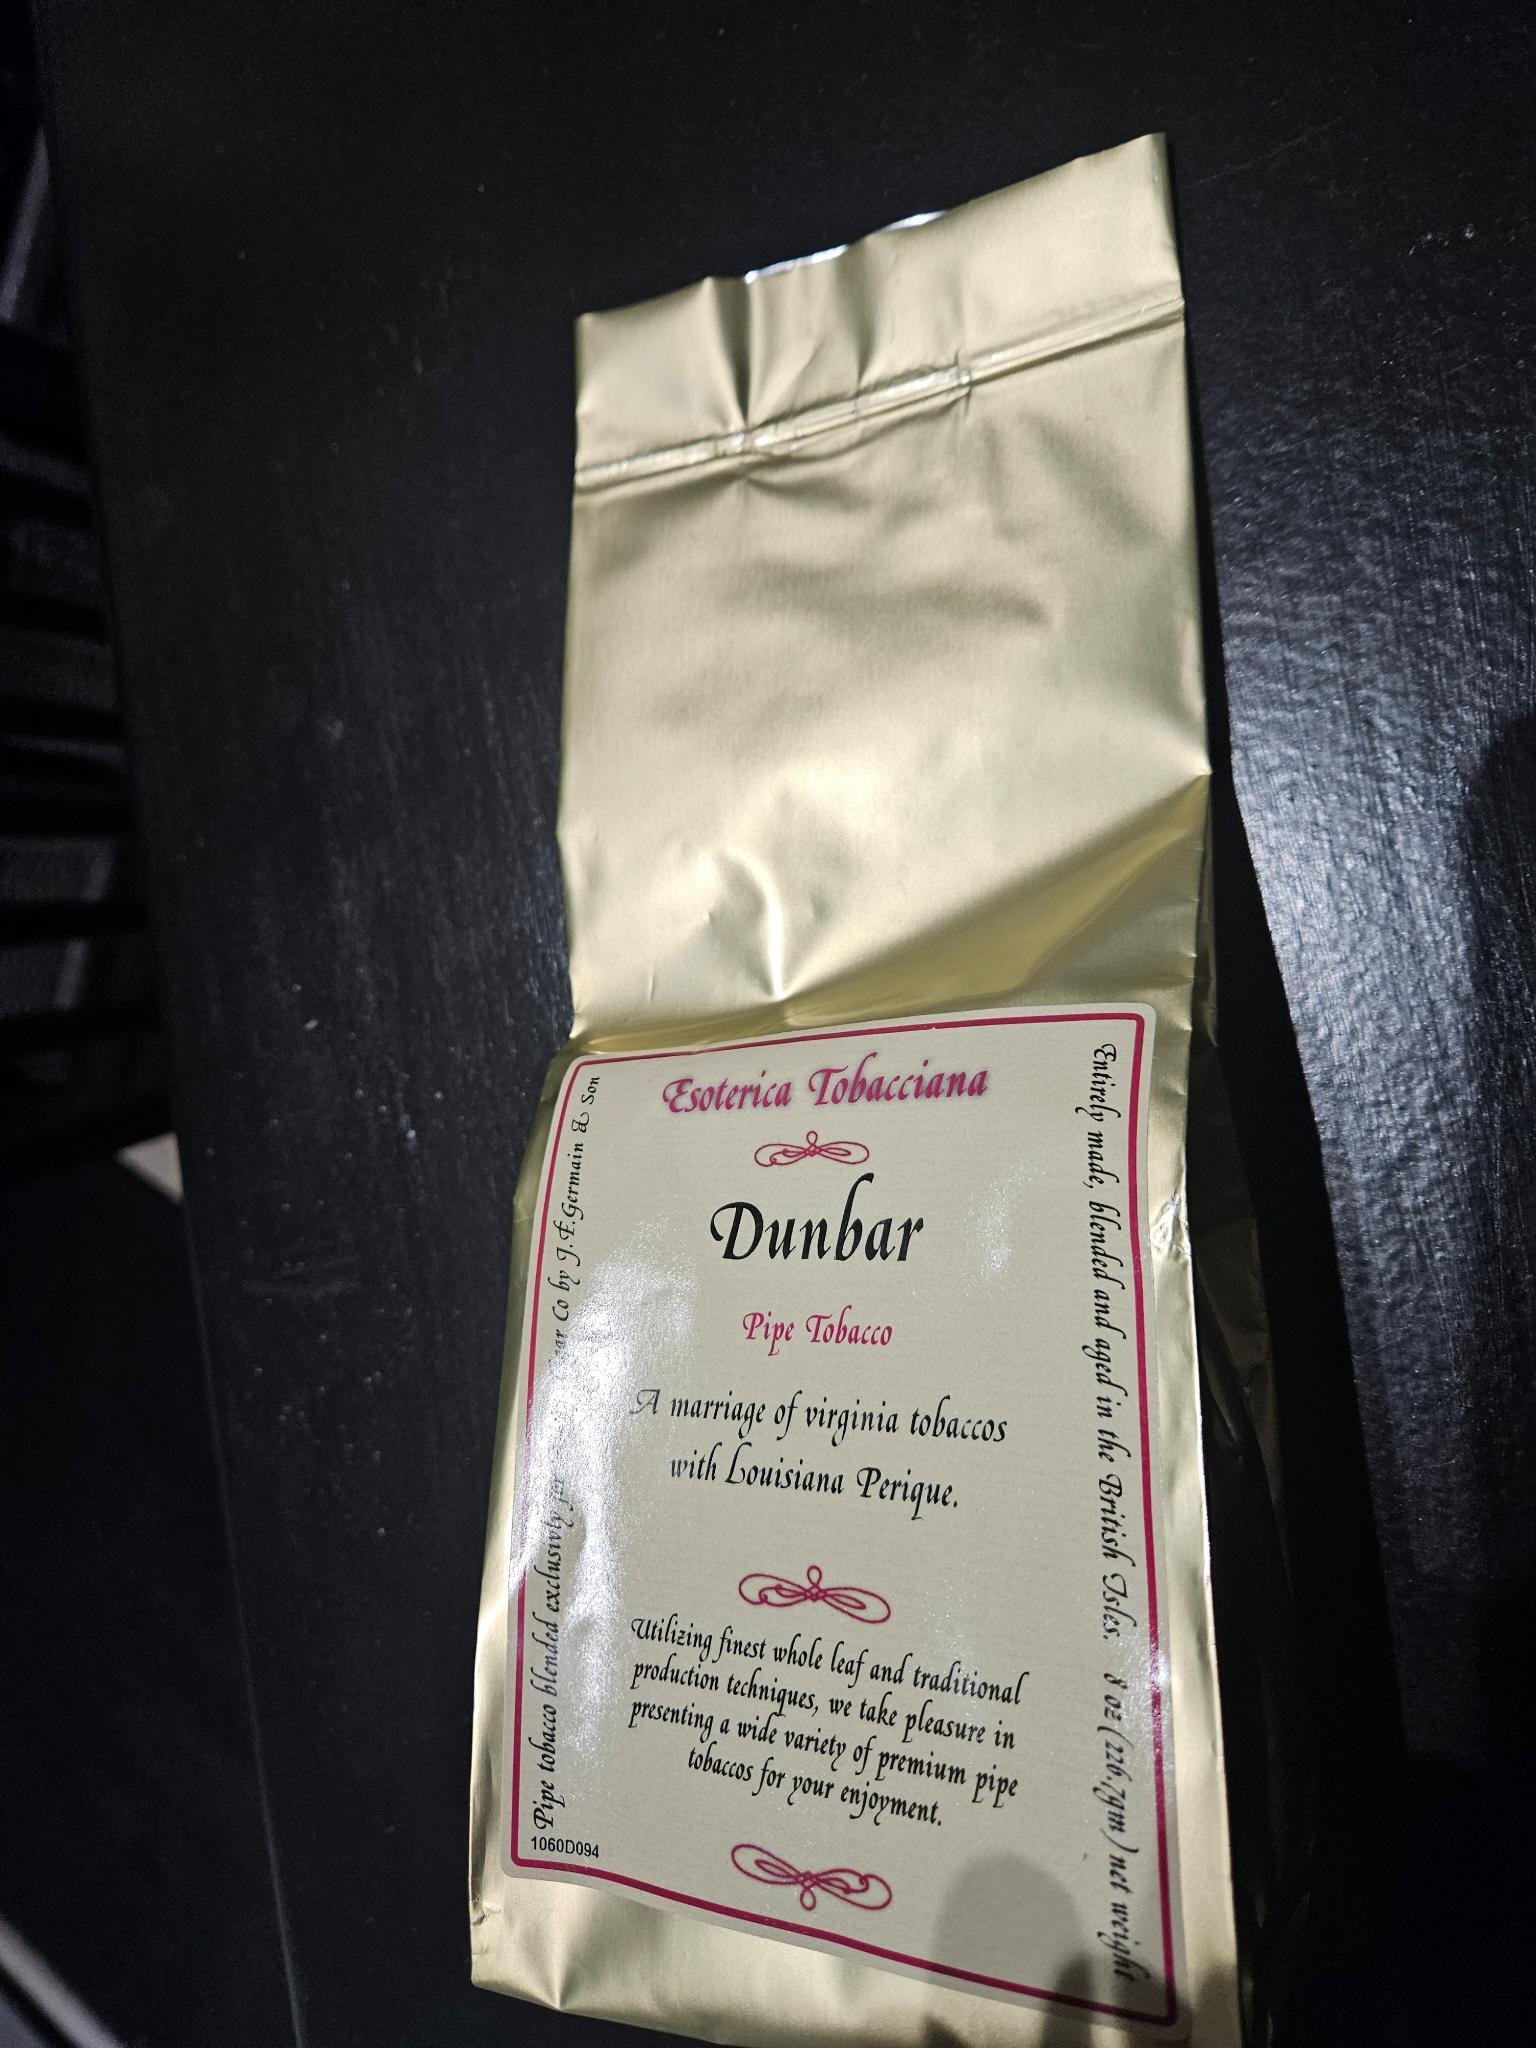 Esoterica Tobacciana
Dunbar
Pipe Tobacco
A marriage of virginia tobaccos
with Louisiana Perique.
Utilizing finest whole leaf and traditional
production techniques, we take pleasure in
presenting a wide variety of premium pipe
tobaccos for your enjoyment.
Pipe tobacco blended exclusivly for Co by J.F.Germain & Son
1060D094
Entirely made, blended and aged in the British Isles. 8 oz (226.7gm) net weight